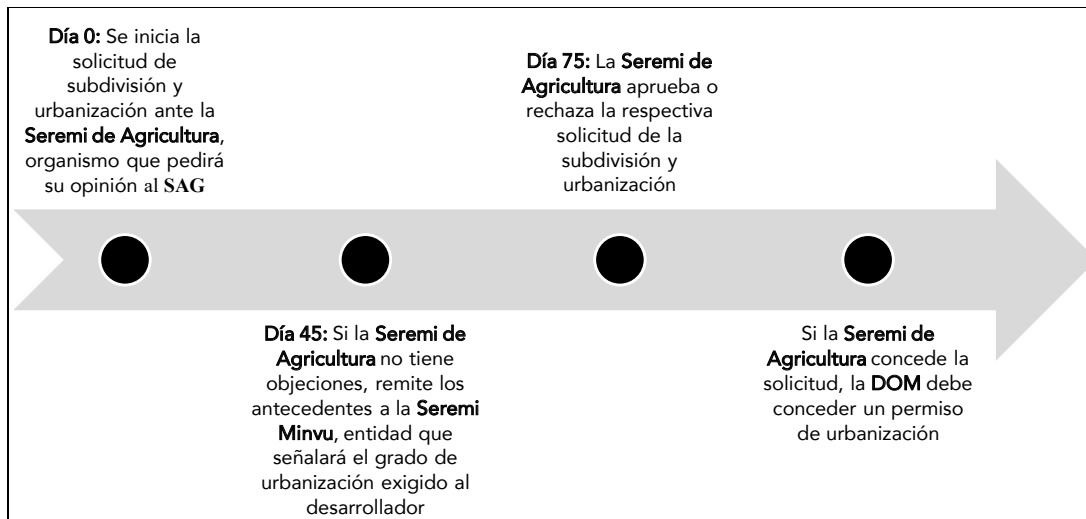 Día 0: Se inicia la
solicitud de
subdivisión y
urbanización ante la
Seremi de Agricultura,
organismo que pedirá
su opinión al SAG
Día 45: Si la Seremi de
Agricultura no tiene
objeciones, remite los
antecedentes a la Seremi
Minvu, entidad que
señalará el grado de
urbanización exigido al
desarrollador
Día 75: La Seremi de
Agricultura aprueba o
rechaza la respectiva
solicitud de la
subdivisión y
urbanización
Si la Seremi de
Agricultura concede la
solicitud, la DOM debe
conceder un permiso
de urbanización